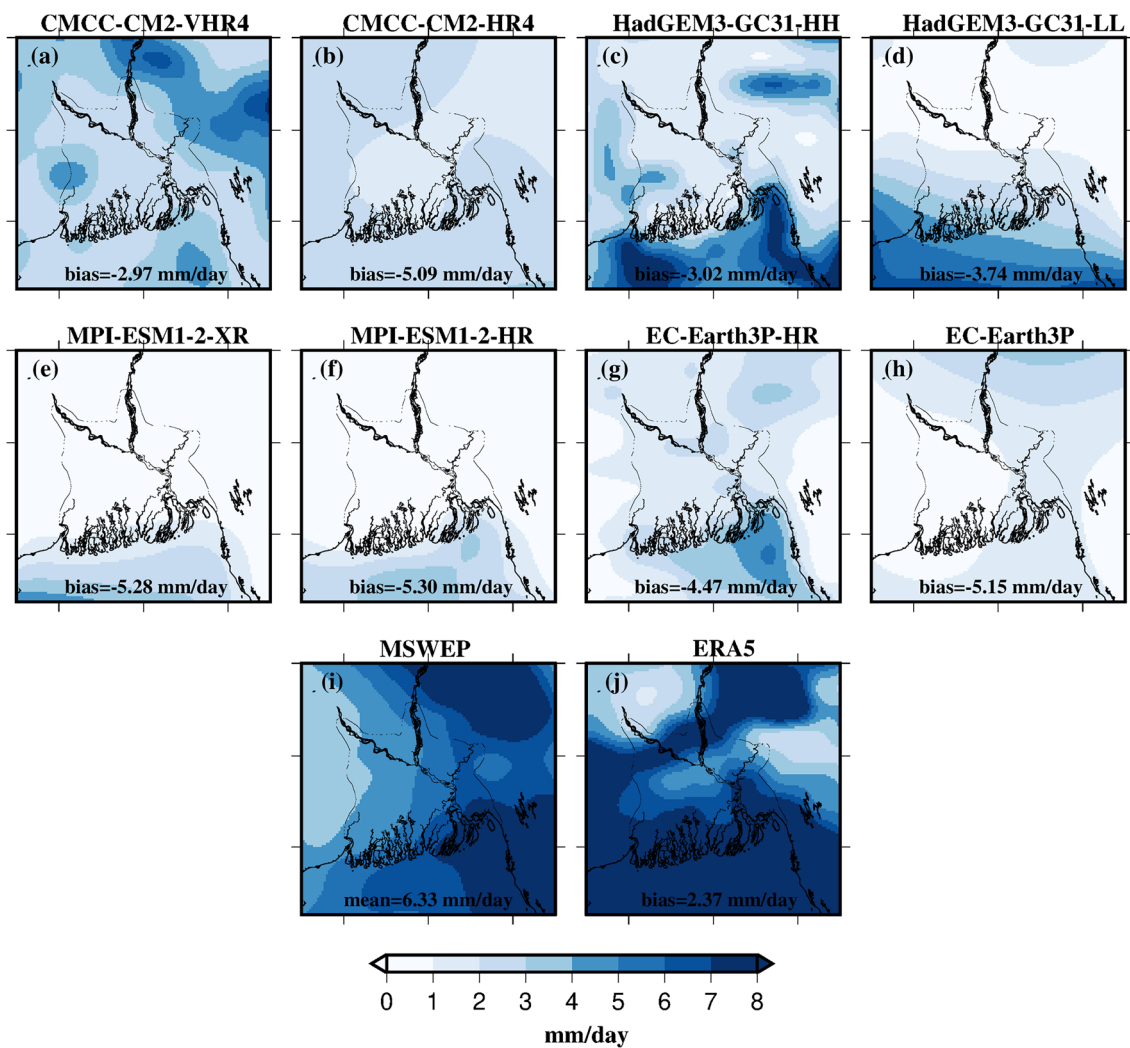 CMCC-CM2-VHR4
CMCC-CM2-HR4
HadGEM3-GC31-HH
HadGEM3-GC31-LL
(a)
(b)
(c)
(d)
bias=-2.97 mm/day
bias=-5.09 mm/day
bias=-3.02 mm/day
bias=-3.74 mm/day
MPI-ESM1-2-XR
MPI-ESM1-2-HR
EC-Earth3P-HR
EC-Earth3P
(e)
(f)
(g)
(h)
bias=-5.28 mm/day
bias=-5.30 mm/day
bias=-4.47 mm/day
bias=-5.15 mm/day
MSWEP
ERA5
(i)
(j)
mean=6.33 mm/day
bias=2.37 mm/day
0 1 2 3 4 5 6 7 8
mm/day